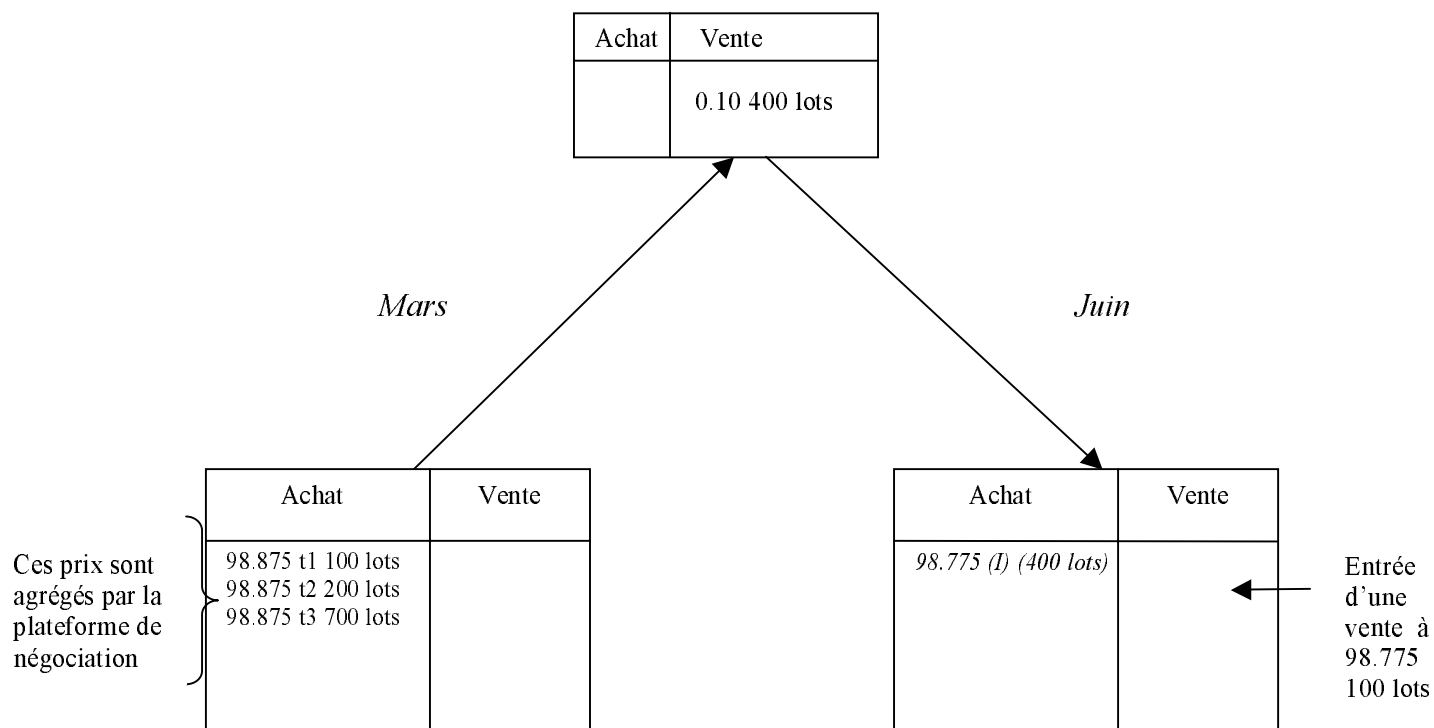 Achat Vente
0.10 400 lots
Mars
Juin
Achat Vente
98.875 t1 100 lots
98.875 t2 200 lots
98.875 t3 700 lots
Ces prix sont
agrégés par la
plateforme de
négociation
Achat Vente
98.775 (I) (400 lots)
Entrée
d’une
vente à
98.775
100 lots